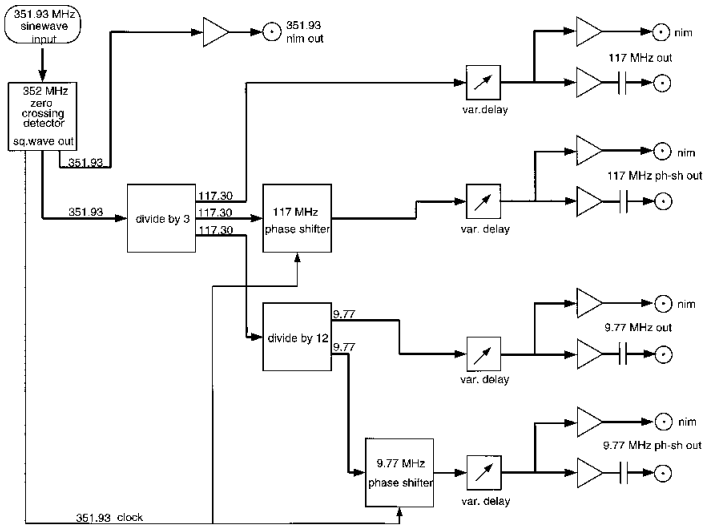 351.93 MHz
sinewave
input
351.93
nim out
nim
117 MHz out
352 MHz
zero
crossing
detector
sq.wave out
var.delay
351.93
nim
117 MHz ph-sh out
117.30
351.93
divide by 3
117.30
117 MHz
phase shifter
117.30
var. delay
nim
9.77 MHz out
9.77
divide by 12
9.77
var. delay
nim
9.77 MHz ph-sh out
9.77 MHz
phase shifter
var. delay
351.93 clock